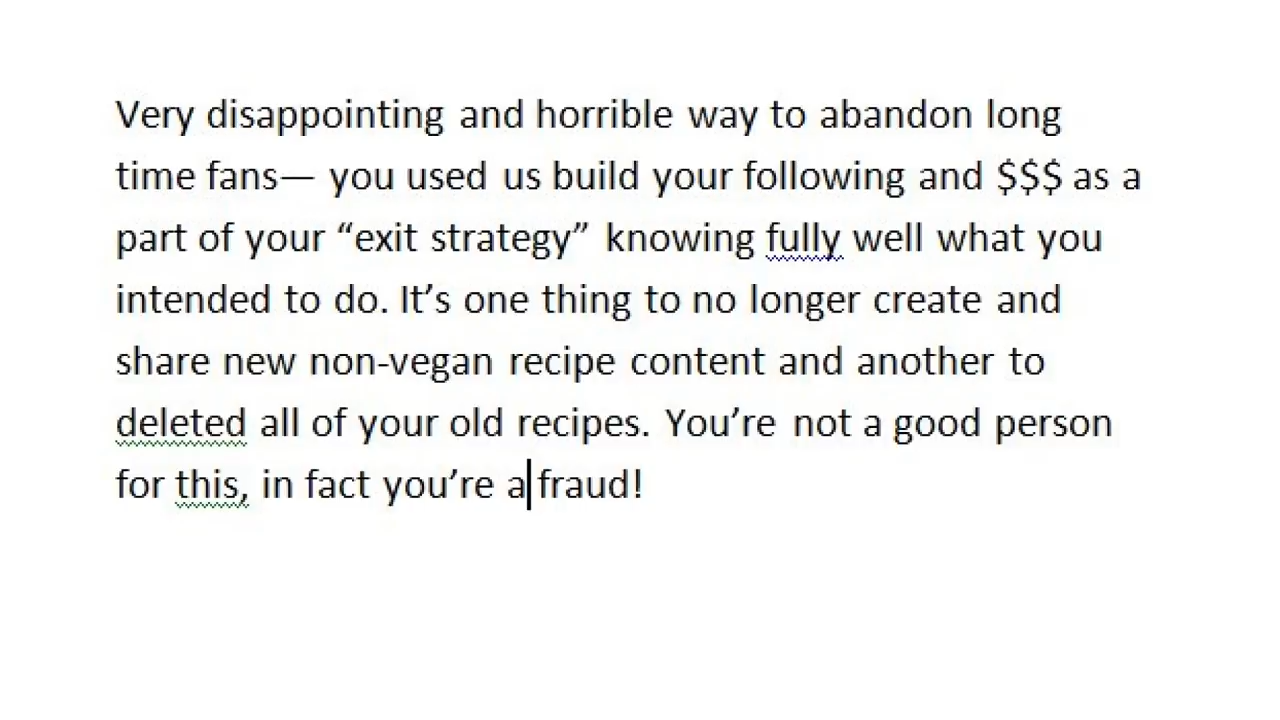 Very disappointing and horrible way to abandon long
time fans— you used us build your following and $$$ as a
part of your “exit strategy” knowing fully well what you
intended to do. It’s one thing to no longer create and
share new non-vegan recipe content and another to
deleted all of your old recipes. You’re not a good person
for this, in fact you’re a fraud!